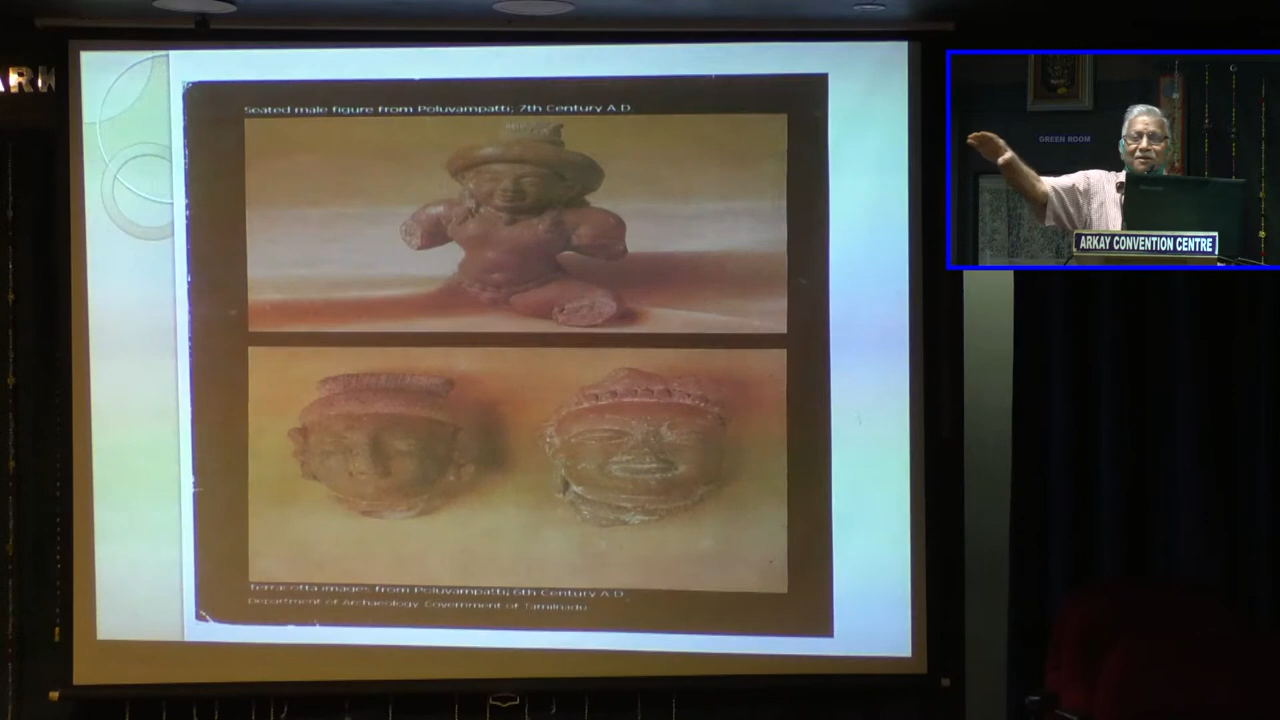 ARK
Seated male figure from Poluvampatti; 7th Century A.D.
Terracotta images from Poluvampatti; 6th Century A.D.
Department of Archaeology. Government of Tamilnadu.
GREEN ROOM
ARKAY CONVENTION CENTRE